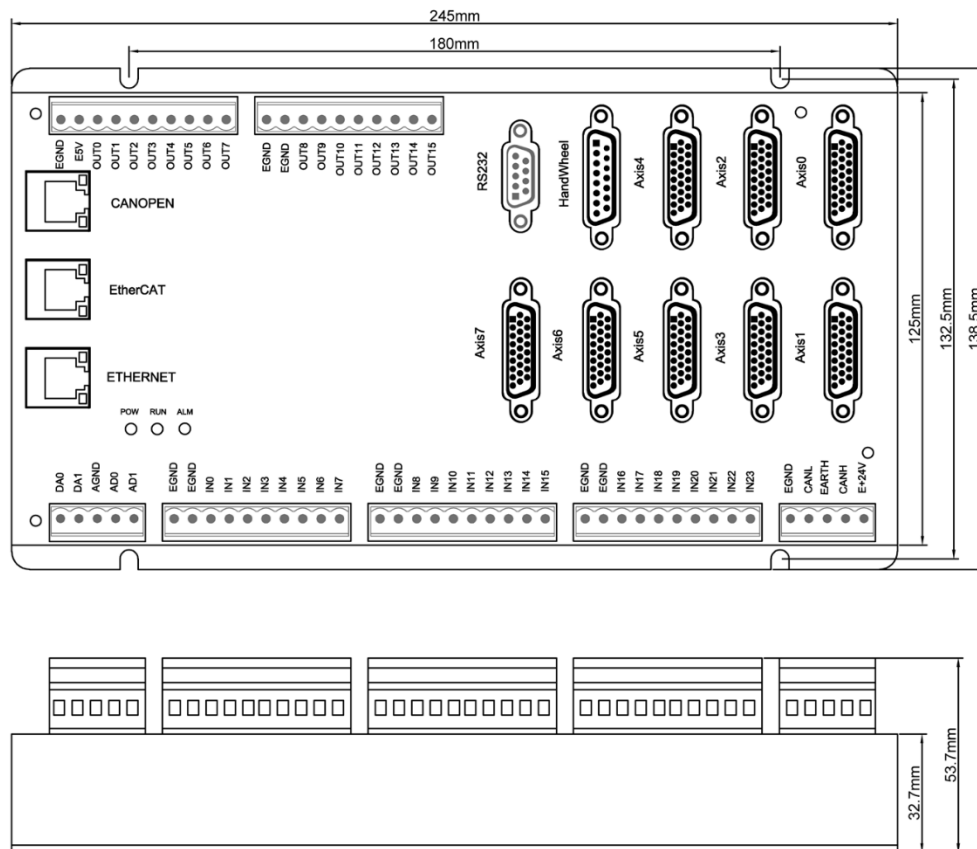 245mm
180mm
EGND E5V OUT0 OUT1 OUT2 OUT3 OUT4 OUT5 OUT6 OUT7
EGND EGND OUT8 OUT9 OUT10 OUT11 OUT12 OUT13 OUT14 OUT15
RS232
HandWheel
Axis4
Axis2
Axis0
CANOPEN
EtherCAT
ETHERNET
Axis7
Axis6
Axis5
Axis3
Axis1
125mm
132.5mm
138.5mm
POW RUN ALM
DA0 DA1 AGND AD0 AD1
EGND EGND IN0 IN1 IN2 IN3 IN4 IN5 IN6 IN7
EGND EGND IN8 IN9 IN10 IN11 IN12 IN13 IN14 IN15
EGND EGND IN16 IN17 IN18 IN19 IN20 IN21 IN22 IN23
EGND CANL EARTH CANH E+24V
32.7mm
53.7mm